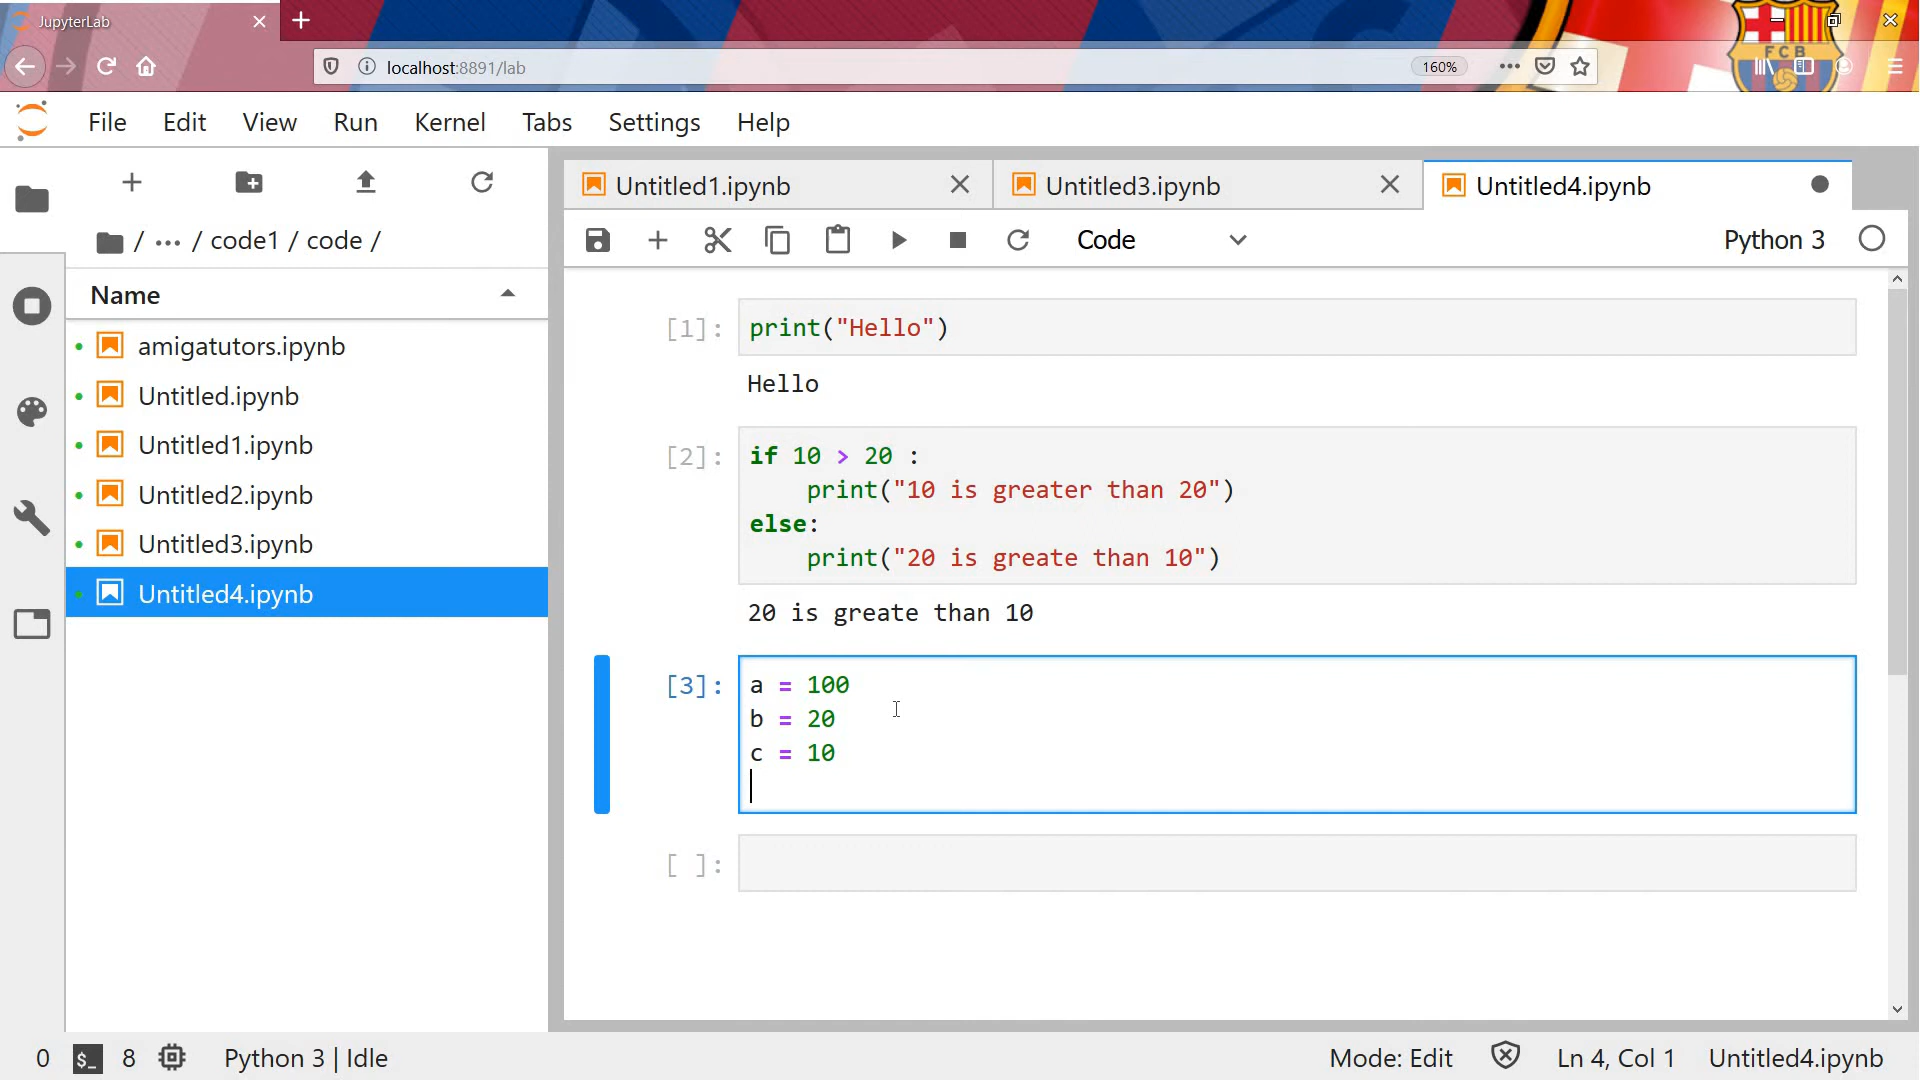 JupyterLab
localhost:8891/lab
160%
FCB
File Edit View Run Kernel Tabs Settings Help
/ ··· / code1 / code /
Name
amigatutors.ipynb
Untitled.ipynb
Untitled1.ipynb
Untitled2.ipynb
Untitled3.ipynb
Untitled4.ipynb
Untitled1.ipynb
Untitled3.ipynb
Untitled4.ipynb
Code
Python 3
[1]: print("Hello")
Hello
[2]: if 10 > 20 :
    print("10 is greater than 20")
else:
    print("20 is greate than 10")
20 is greate than 10
[3]: a = 100
b = 20
c = 10
[ ]:
0 $_ 8 Python 3 | Idle
Mode: Edit Ln 4, Col 1 Untitled4.ipynb